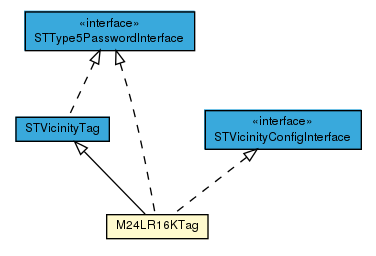 «interface»
STType5PasswordInterface
STVicinityTag
«interface»
STVicinityConfigInterface
M24LR16KTag